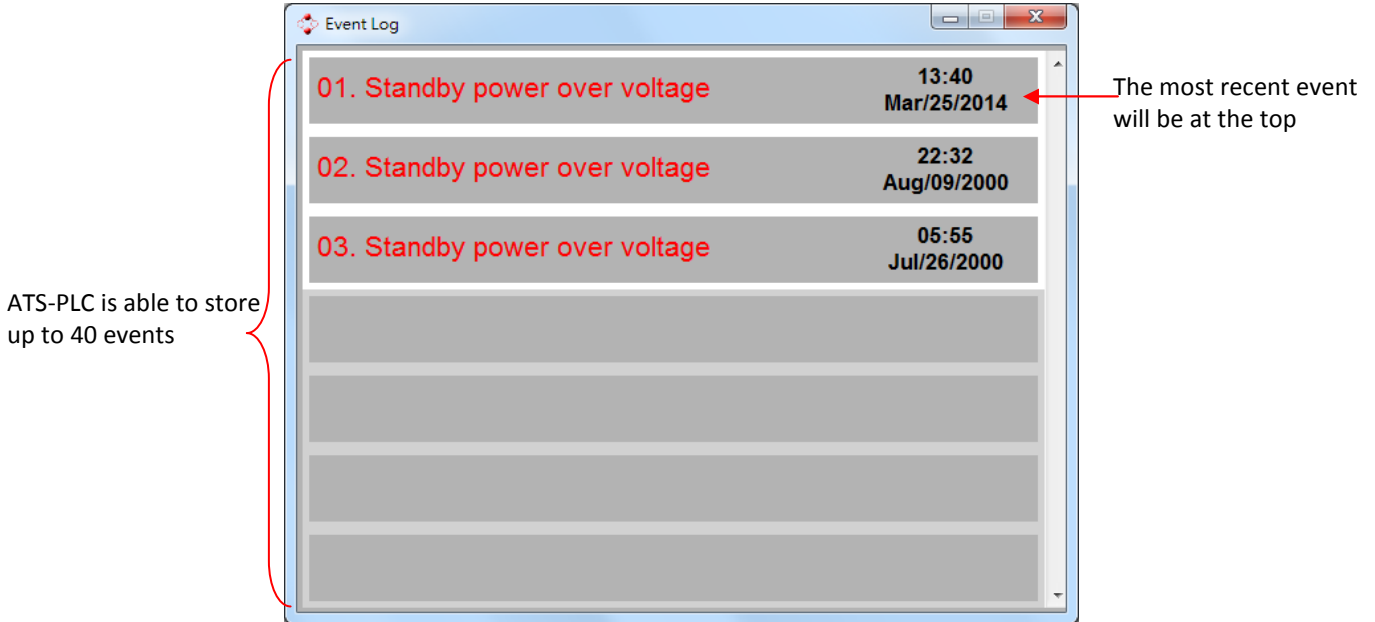 Event Log
01. Standby power over voltage
13:40
Mar/25/2014
02. Standby power over voltage
22:32
Aug/09/2000
03. Standby power over voltage
05:55
Jul/26/2000
The most recent event
will be at the top
ATS-PLC is able to store
up to 40 events